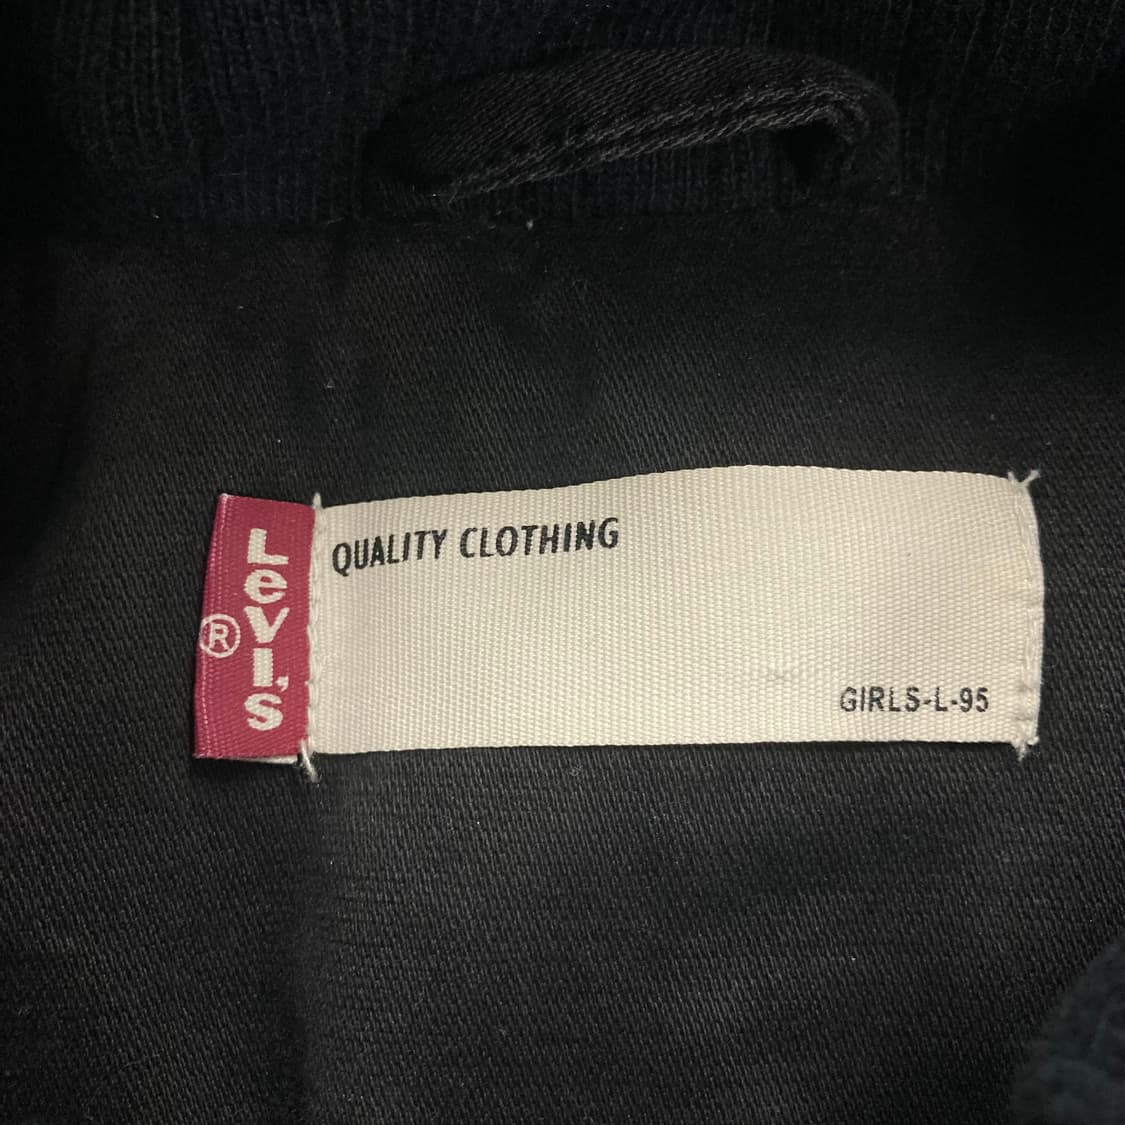 LeVI.S
®
QUALITY CLOTHING
GIRLS-L-95